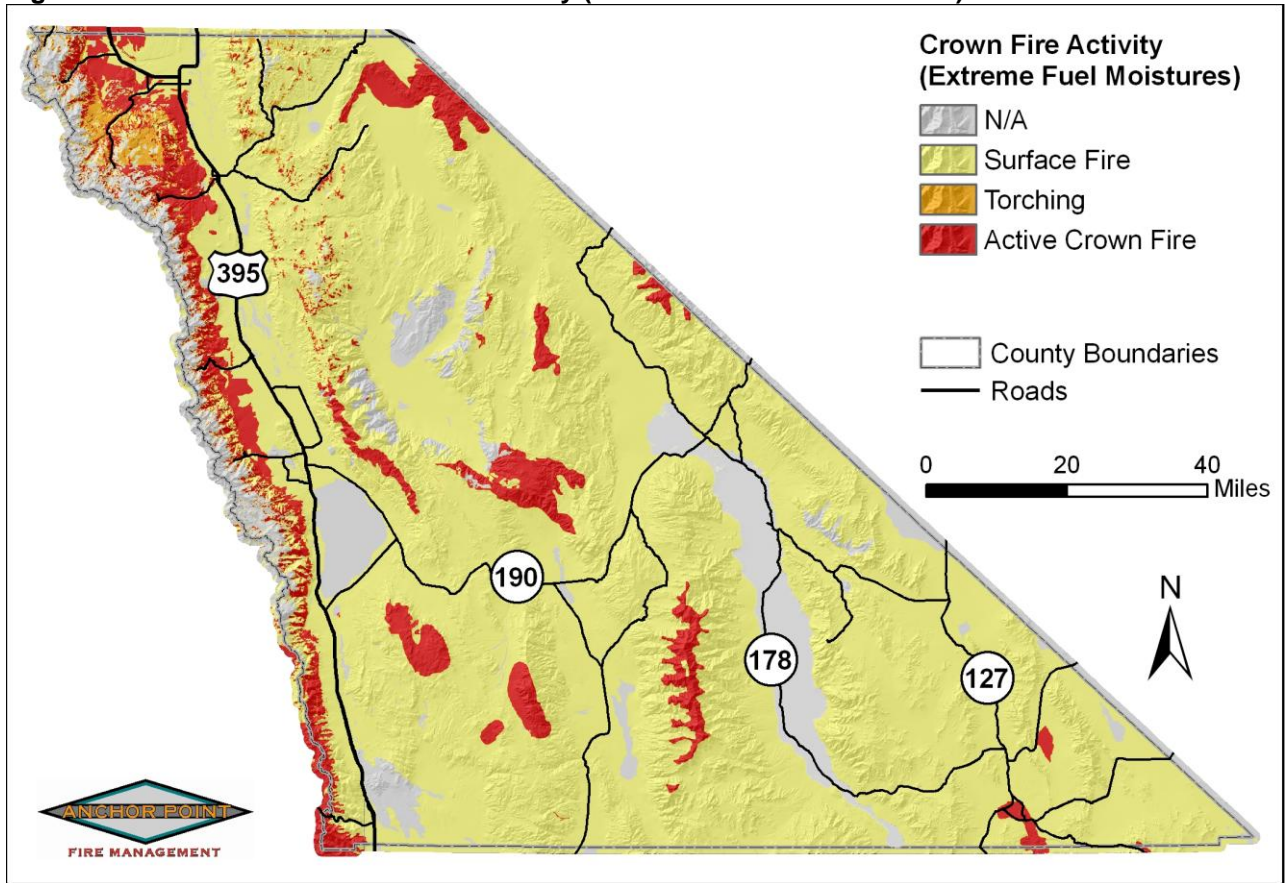 Crown Fire Activity
(Extreme Fuel Moistures)
N/A
Surface Fire
Torching
Active Crown Fire
County Boundaries
Roads
0 20 40
Miles
N
395
190
178
127
ANCHOR POINT
FIRE MANAGEMENT